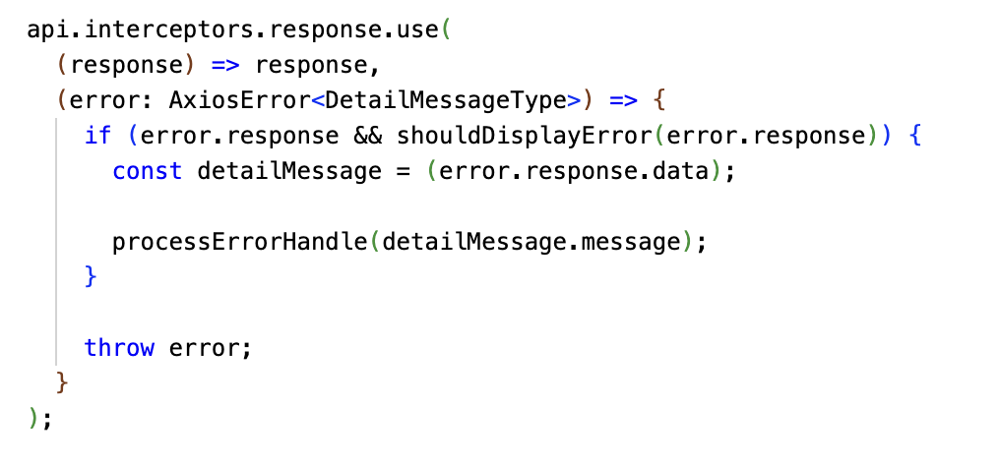 api.interceptors.response.use(
  (response) => response,
  (error: AxiosError<DetailMessageType>) => {
    if (error.response && shouldDisplayError(error.response)) {
      const detailMessage = (error.response.data);

      processErrorHandle(detailMessage.message);
    }

    throw error;
  }
);